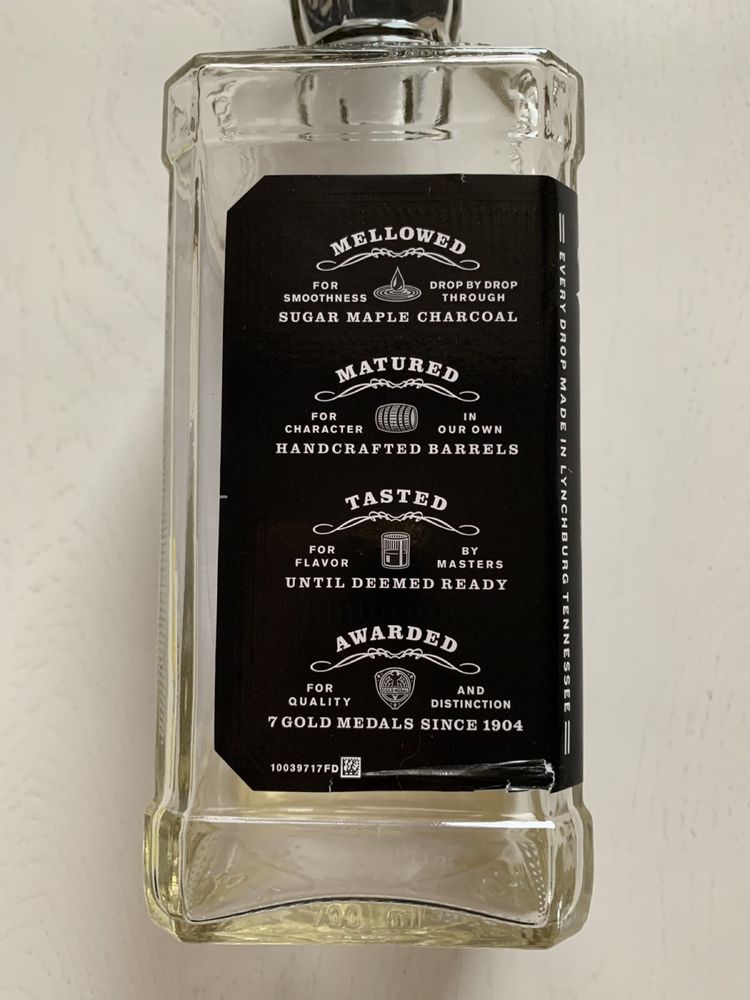 MELLOWED
FOR SMOOTHNESS
DROP BY DROP THROUGH
SUGAR MAPLE CHARCOAL
MATURED
FOR CHARACTER
IN OUR OWN
HANDCRAFTED BARRELS
TASTED
FOR FLAVOR
BY MASTERS
UNTIL DEEMED READY
AWARDED
FOR QUALITY
GOLD MEDAL
AND DISTINCTION
7 GOLD MEDALS SINCE 1904
10039717FD
EVERY DROP MADE IN LYNCHBURG TENNESSEE
700 ml